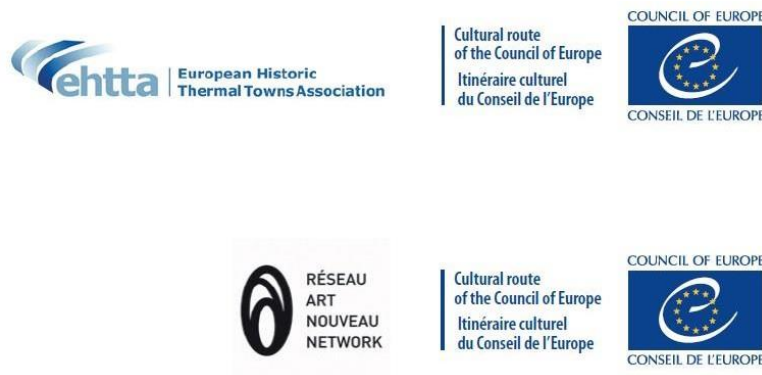 ehtta
European Historic
Thermal Towns Association
Cultural route
of the Council of Europe
Itinéraire culturel
du Conseil de l'Europe
COUNCIL OF EUROPE
CONSEIL DE L'EUROPE
RÉSEAU
ART
NOUVEAU
NETWORK
Cultural route
of the Council of Europe
Itinéraire culturel
du Conseil de l'Europe
COUNCIL OF EUROPE
CONSEIL DE L'EUROPE